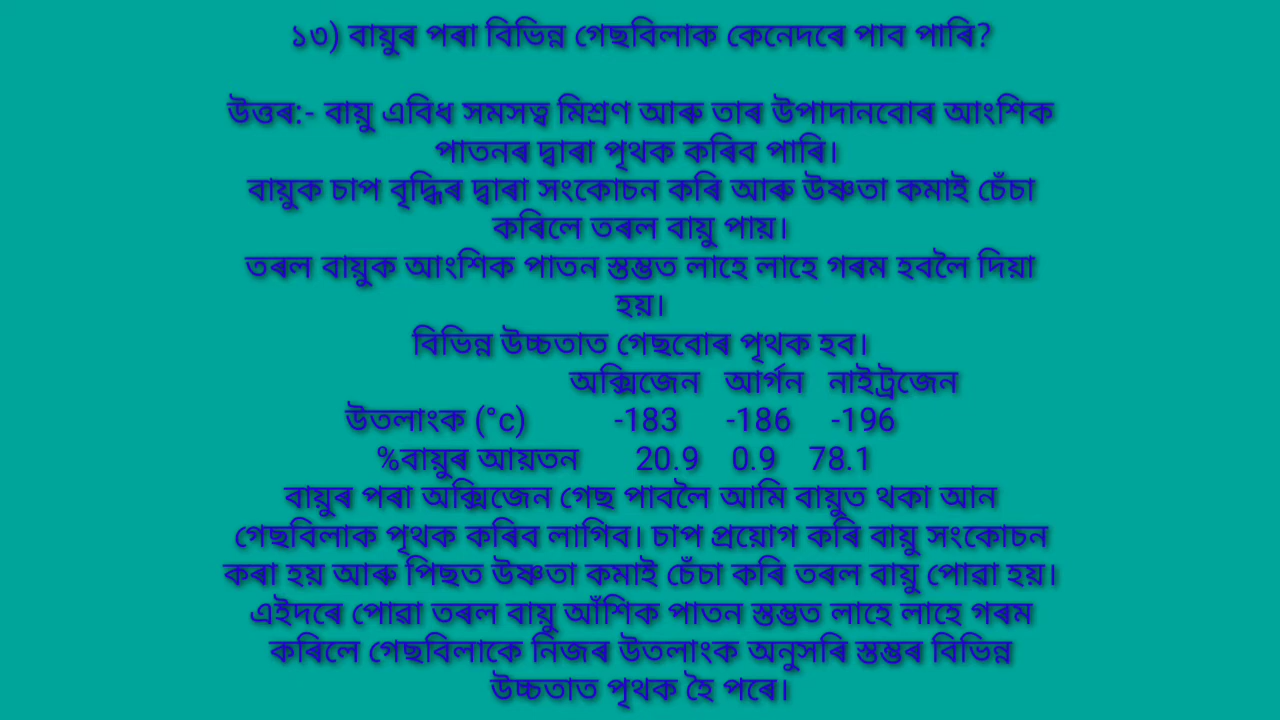 ১৩) বায়ুৰ পৰা বিভিন্ন গেছবিলাক কেনেদৰে পাব পাৰি?
উত্তৰ:- বায়ু এবিধ সমসত্ব মিশ্ৰণ আৰু তাৰ উপাদানবোৰ আংশিক
পাতনৰ দ্বাৰা পৃথক কৰিব পাৰি।
বায়ুক চাপ বৃদ্ধিৰ দ্বাৰা সংকোচন কৰি আৰু উষ্ণতা কমাই চেঁচা
কৰিলে তৰল বায়ু পায়।
তৰল বায়ুক আংশিক পাতন স্তম্ভত লাহে লাহে গৰম হবলৈ দিয়া
হয়।
বিভিন্ন উচ্চতাত গেছবোৰ পৃথক হব।
অক্সিজেন আৰ্গন নাইট্ৰজেন
উতলাংক (°c) -183 -186 -196
%বায়ুৰ আয়তন 20.9 0.9 78.1
বায়ুৰ পৰা অক্সিজেন গেছ পাবলৈ আমি বায়ুত থকা আন
গেছবিলাক পৃথক কৰিব লাগিব। চাপ প্ৰয়োগ কৰি বায়ু সংকোচন
কৰা হয় আৰু পিছত উষ্ণতা কমাই চেঁচা কৰি তৰল বায়ু পোৱা হয়।
এইদৰে পোৱা তৰল বায়ু আঁশিক পাতন স্তম্ভত লাহে লাহে গৰম
কৰিলে গেছবিলাকে নিজৰ উতলাংক অনুসৰি স্তম্ভৰ বিভিন্ন
উচ্চতাত পৃথক হৈ পৰে।